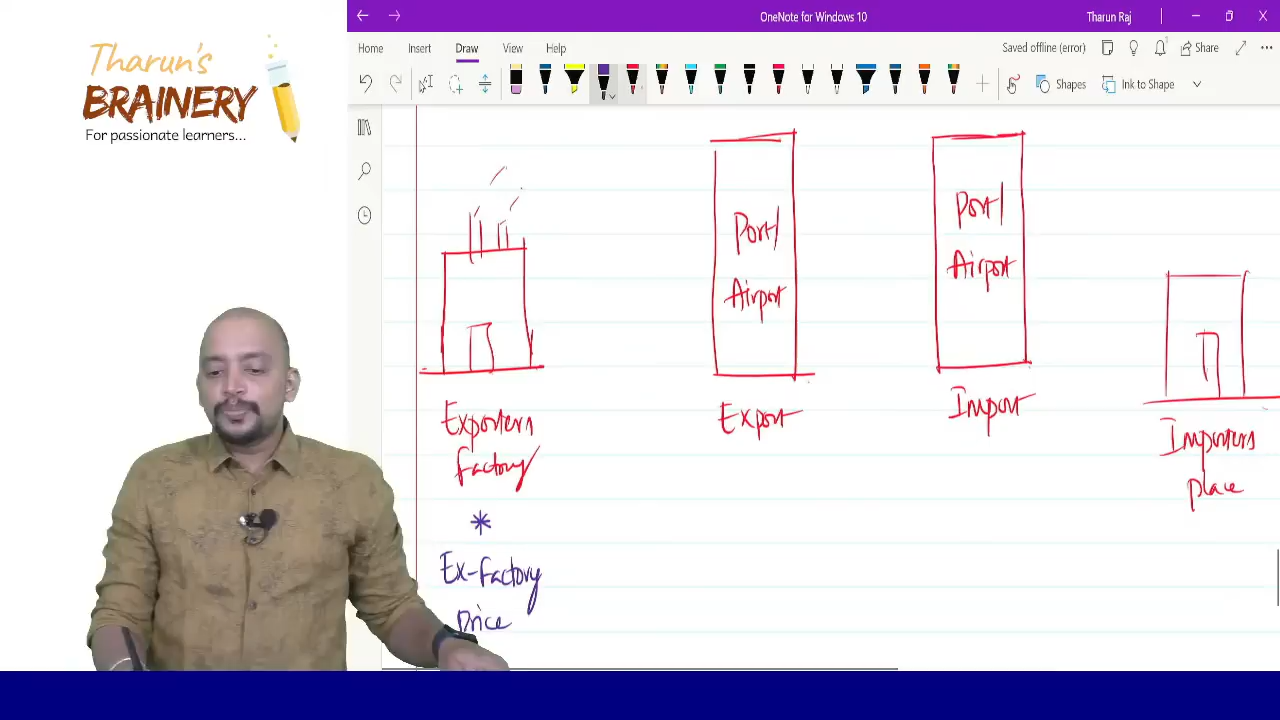 Tharun's
BRAINERY
For passionate learners...
OneNote for Windows 10
Tharun Raj
Home Insert Draw View Help
Saved offline (error)
Share
Shapes
Ink to Shape
Port/
Airport
Port/
Airport
Exporters
factory
Export
Import
Importers
place
Ex-factory
price